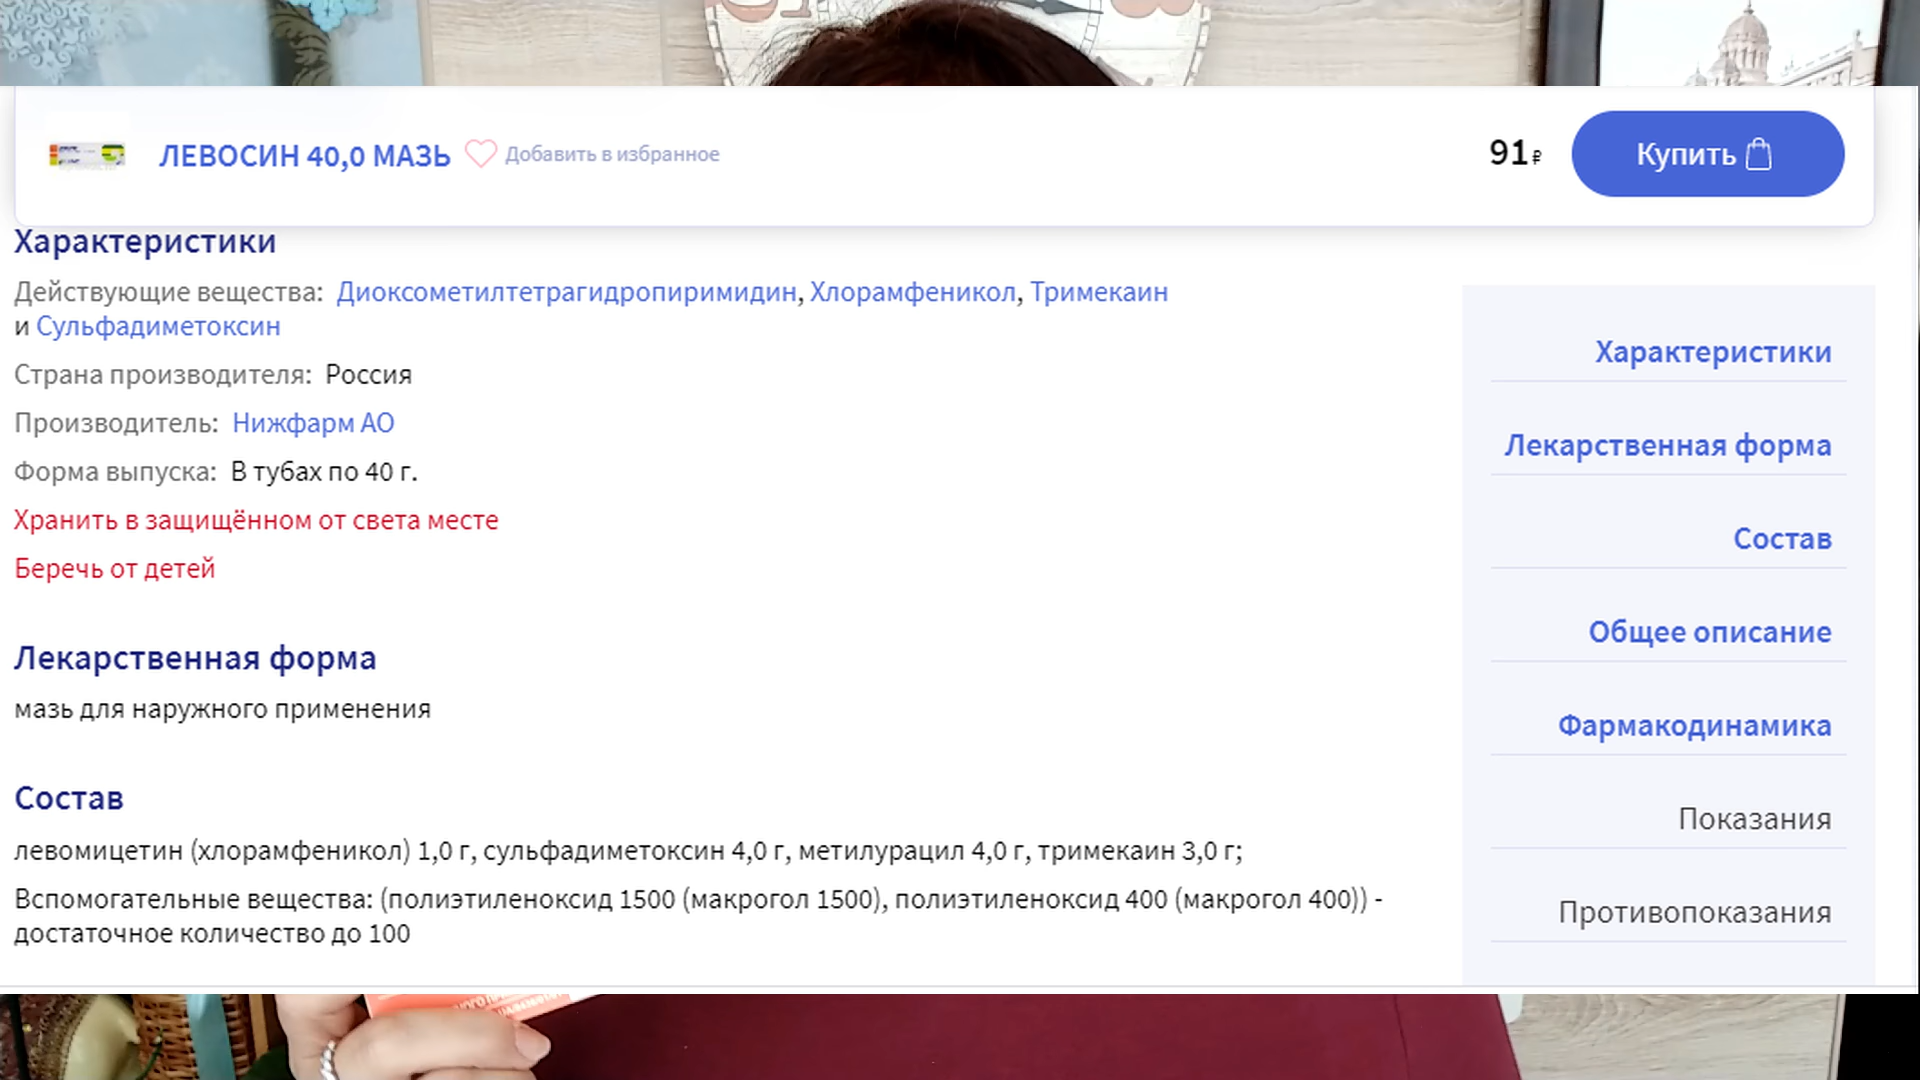 ЛЕВОСИН 40,0 МАЗЬ
Добавить в избранное
91₽
Купить
Характеристики
Действующие вещества: Диоксометилтетрагидропиримидин, Хлорамфеникол, Тримекаин
и Сульфадиметоксин
Страна производителя: Россия
Производитель: Нижфарм АО
Форма выпуска: В тубах по 40 г.
Хранить в защищённом от света месте
Беречь от детей
Лекарственная форма
мазь для наружного применения
Состав
левомицетин (хлорамфеникол) 1,0 г, сульфадиметоксин 4,0 г, метилурацил 4,0 г, тримекаин 3,0 г;
Вспомогательные вещества: (полиэтиленоксид 1500 (макрогол 1500), полиэтиленоксид 400 (макрогол 400)) -
достаточное количество до 100
Характеристики
Лекарственная форма
Состав
Общее описание
Фармакодинамика
Показания
Противопоказания